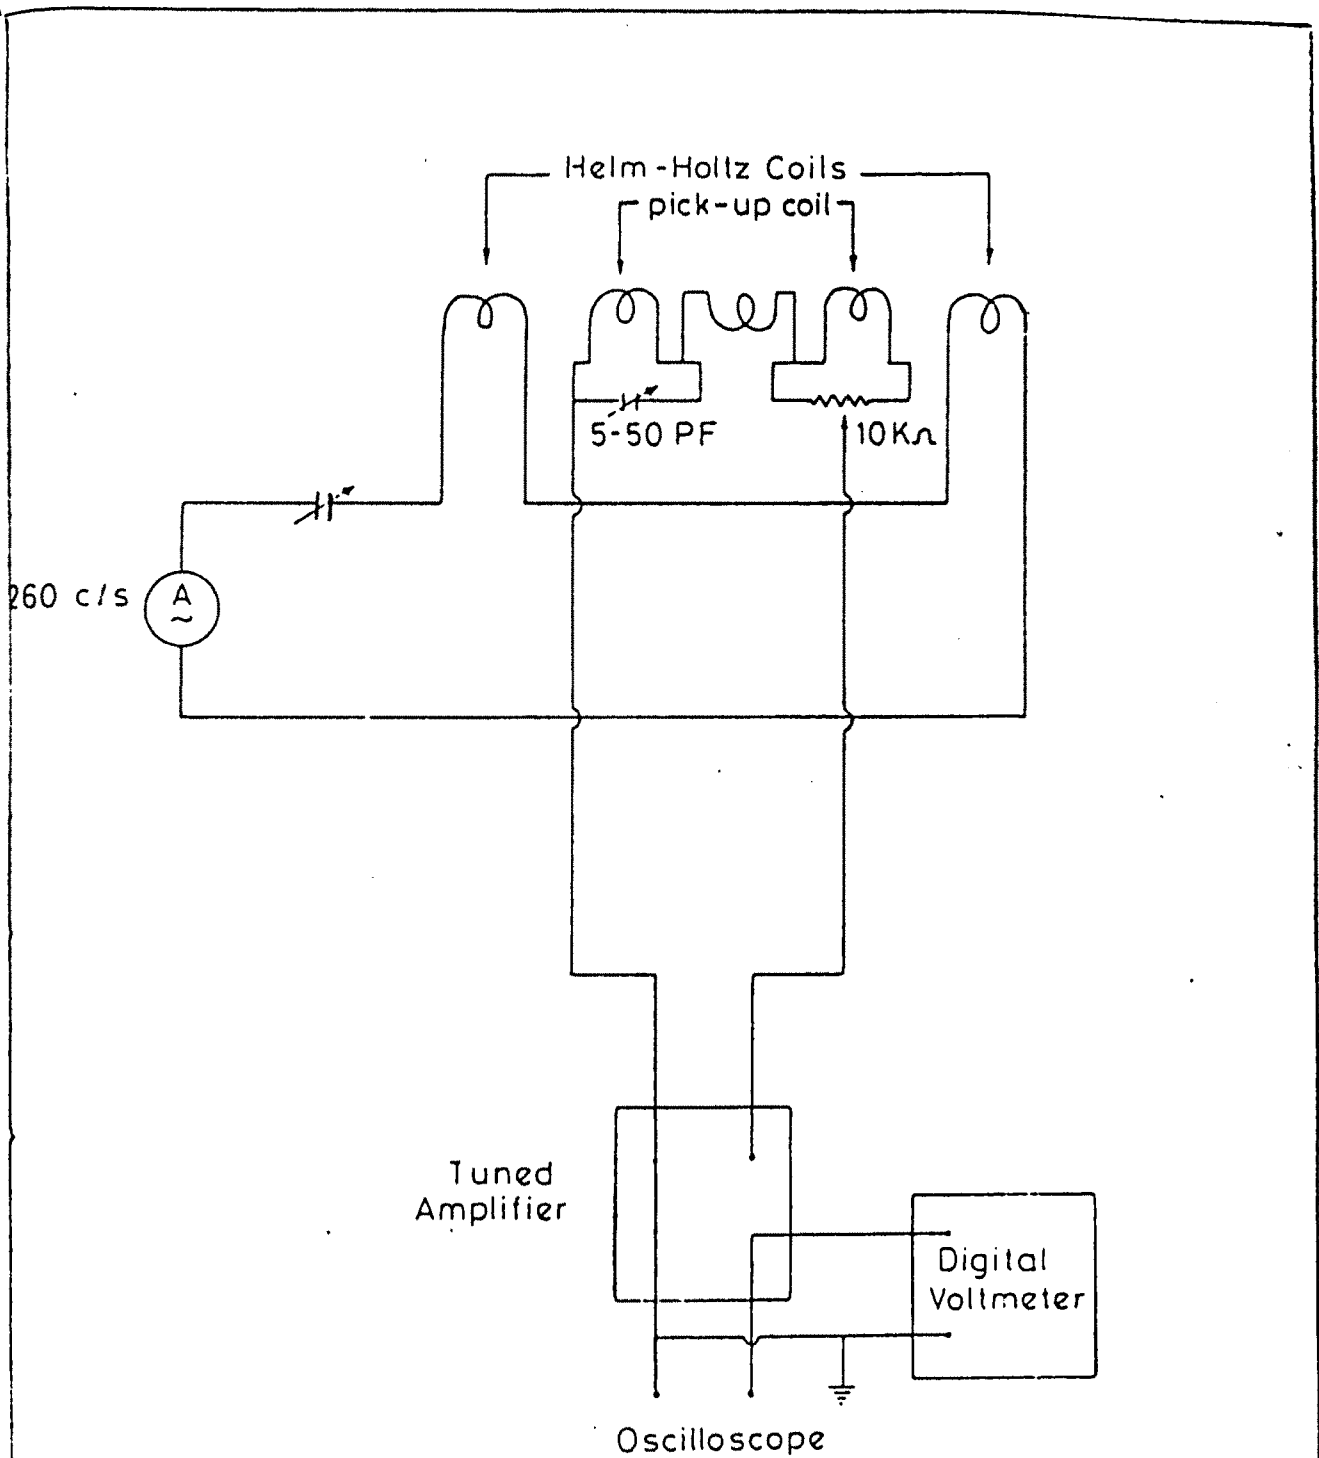 Helm-Holtz Coils
pick-up coil
5-50 PF
10KΩ
260 c/s
A
~
Tuned
Amplifier
Digital
Voltmeter
Oscilloscope